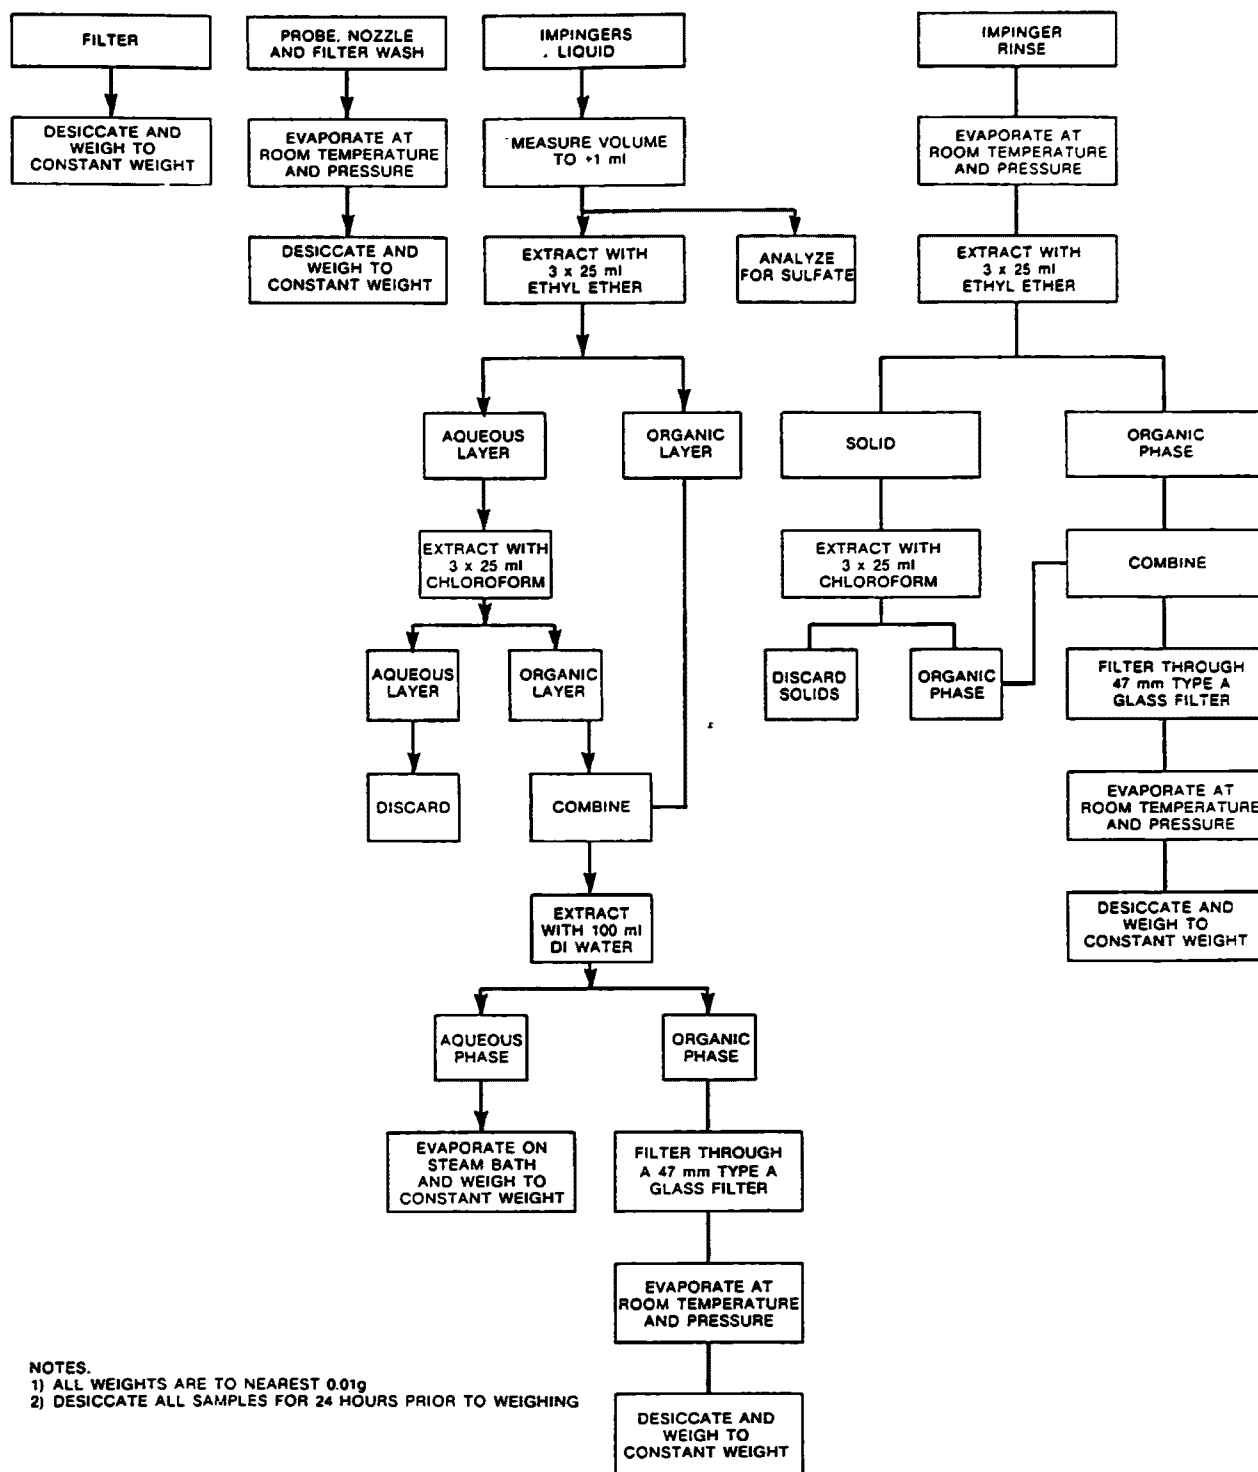 FILTER
DESICCATE AND
WEIGH TO
CONSTANT WEIGHT
PROBE, NOZZLE
AND FILTER WASH
EVAPORATE AT
ROOM TEMPERATURE
AND PRESSURE
DESICCATE AND
WEIGH TO
CONSTANT WEIGHT
IMPINGERS
LIQUID
MEASURE VOLUME
TO +1 ml
EXTRACT WITH
3 x 25 ml
ETHYL ETHER
ANALYZE
FOR SULFATE
AQUEOUS
LAYER
ORGANIC
LAYER
EXTRACT WITH
3 x 25 ml
CHLOROFORM
AQUEOUS
LAYER
ORGANIC
LAYER
DISCARD
COMBINE
EXTRACT
WITH 100 ml
DI WATER
AQUEOUS
PHASE
ORGANIC
PHASE
EVAPORATE ON
STEAM BATH
AND WEIGH TO
CONSTANT WEIGHT
FILTER THROUGH
A 47 mm TYPE A
GLASS FILTER
EVAPORATE AT
ROOM TEMPERATURE
AND PRESSURE
DESICCATE AND
WEIGH TO
CONSTANT WEIGHT
IMPINGER
RINSE
EVAPORATE AT
ROOM TEMPERATURE
AND PRESSURE
EXTRACT WITH
3 x 25 ml
ETHYL ETHER
SOLID
ORGANIC
PHASE
EXTRACT WITH
3 x 25 ml
CHLOROFORM
COMBINE
DISCARD
SOLIDS
ORGANIC
PHASE
FILTER THROUGH
47 mm TYPE A
GLASS FILTER
EVAPORATE AT
ROOM TEMPERATURE
AND PRESSURE
DESICCATE AND
WEIGH TO
CONSTANT WEIGHT
NOTES.
1) ALL WEIGHTS ARE TO NEAREST 0.01g
2) DESICCATE ALL SAMPLES FOR 24 HOURS PRIOR TO WEIGHING